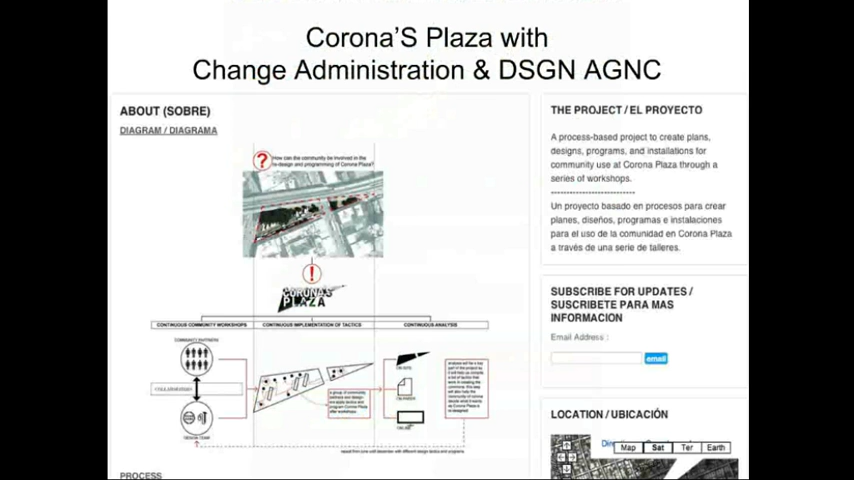 Corona’S Plaza with
Change Administration & DSGN AGNC
ABOUT (SOBRE)
DIAGRAM / DIAGRAMA
?
How can the community be involved in the
re-design and programming of Corona Plaza?
!
CORONA'S
PLAZA
CONTINUOUS COMMUNITY WORKSHOPS
CONTINUOUS IMPLEMENTATION OF TACTICS
CONTINUOUS ANALYSIS
COMMUNITY PARTNERS
COLLABORATORS
DESIGN TEAM
PROCESS
THE PROJECT / EL PROYECTO
A process-based project to create plans,
designs, programs, and installations for
community use at Corona Plaza through a
series of workshops.
--------------------------
Un proyecto basado en procesos para crear
planes, diseños, programas e instalaciones
para el uso de la comunidad en Corona Plaza
a través de una serie de talleres.
SUBSCRIBE FOR UPDATES /
SUSCRIBETE PARA MAS
INFORMACION
Email Address :
email
LOCATION / UBICACIÓN
Map Sat Ter Earth